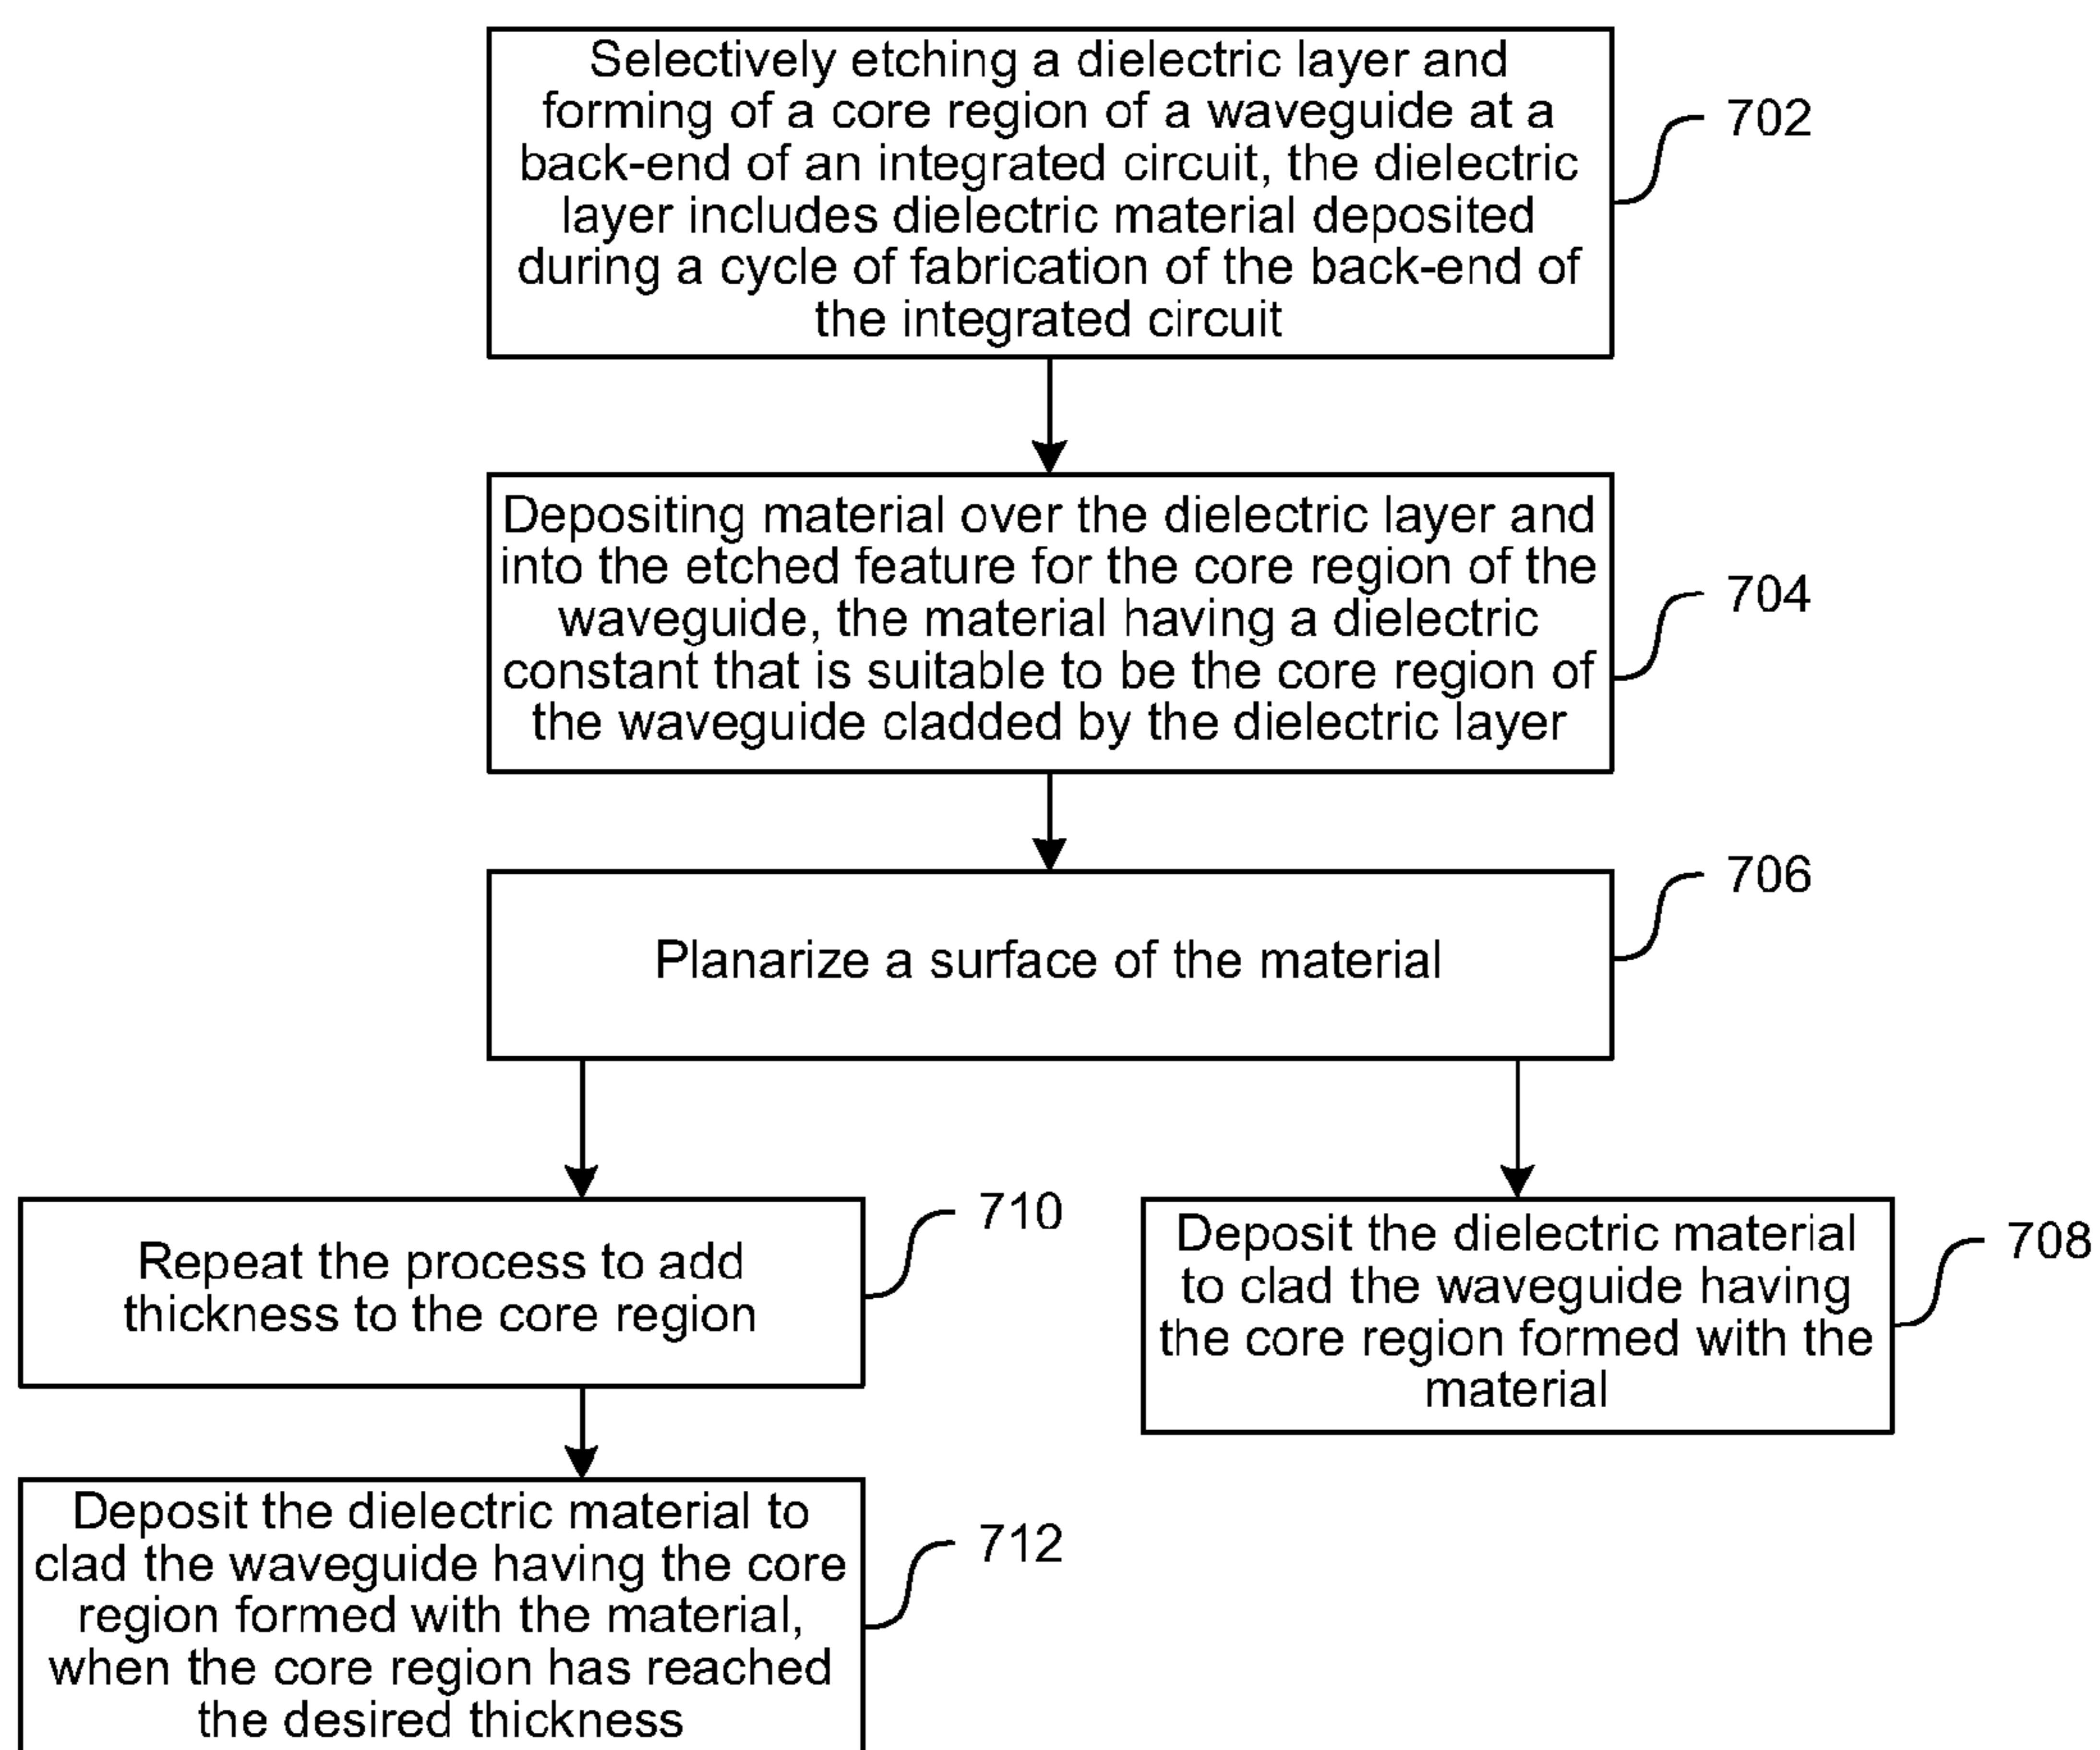 Selectively etching a dielectric layer and
forming of a core region of a waveguide at a
back-end of an integrated circuit, the dielectric
layer includes dielectric material deposited
during a cycle of fabrication of the back-end of
the integrated circuit
702
Depositing material over the dielectric layer and
into the etched feature for the core region of the
waveguide, the material having a dielectric
constant that is suitable to be the core region of
the waveguide cladded by the dielectric layer
704
Planarize a surface of the material
706
Repeat the process to add
thickness to the core region
710
Deposit the dielectric material
to clad the waveguide having
the core region formed with the
material
708
Deposit the dielectric material to
clad the waveguide having the core
region formed with the material,
when the core region has reached
the desired thickness
712